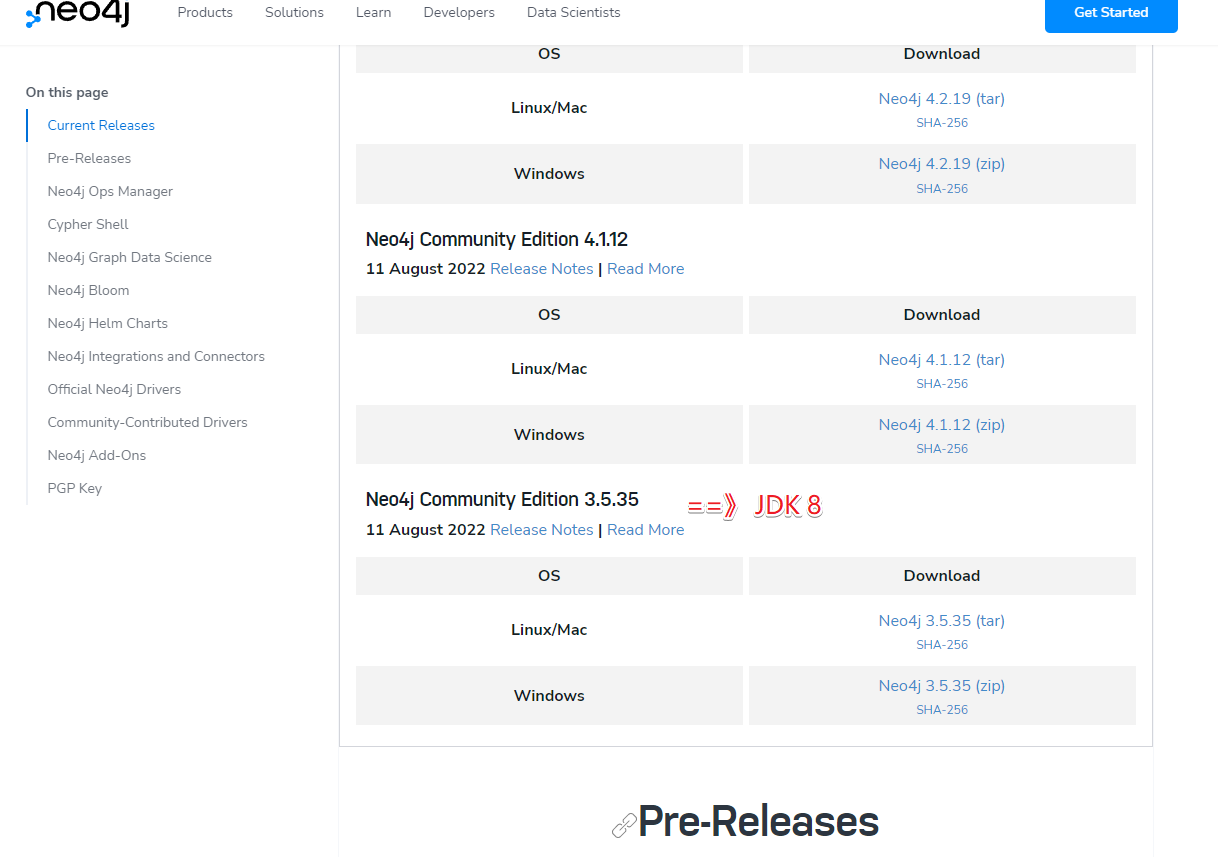 neo4j
Products Solutions Learn Developers Data Scientists
Get Started
On this page
Current Releases
Pre-Releases
Neo4j Ops Manager
Cypher Shell
Neo4j Graph Data Science
Neo4j Bloom
Neo4j Helm Charts
Neo4j Integrations and Connectors
Official Neo4j Drivers
Community-Contributed Drivers
Neo4j Add-Ons
PGP Key
OS Download
Linux/Mac Neo4j 4.2.19 (tar)
SHA-256
Windows Neo4j 4.2.19 (zip)
SHA-256
Neo4j Community Edition 4.1.12
11 August 2022 Release Notes | Read More
OS Download
Linux/Mac Neo4j 4.1.12 (tar)
SHA-256
Windows Neo4j 4.1.12 (zip)
SHA-256
Neo4j Community Edition 3.5.35 ==》 JDK 8
11 August 2022 Release Notes | Read More
OS Download
Linux/Mac Neo4j 3.5.35 (tar)
SHA-256
Windows Neo4j 3.5.35 (zip)
SHA-256
Pre-Releases